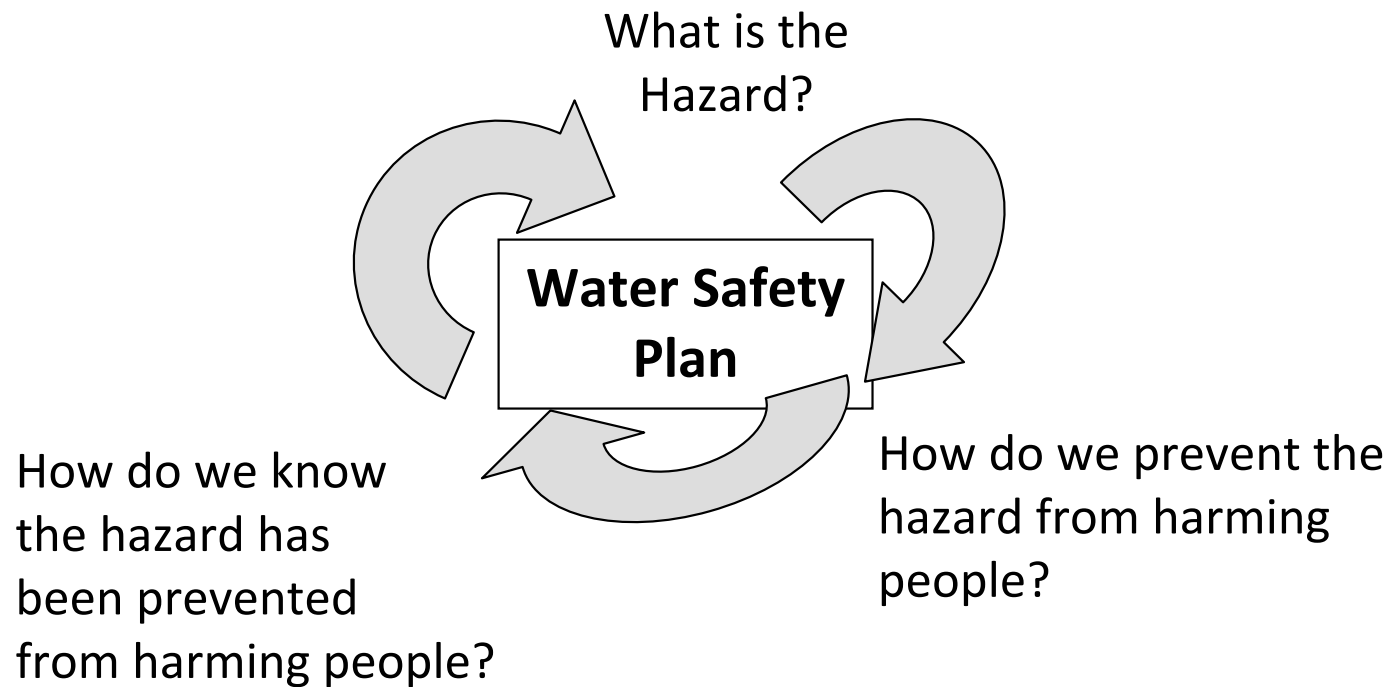 What is the
Hazard?
Water Safety
Plan
How do we prevent the
hazard from harming
people?
How do we know
the hazard has
been prevented
from harming people?